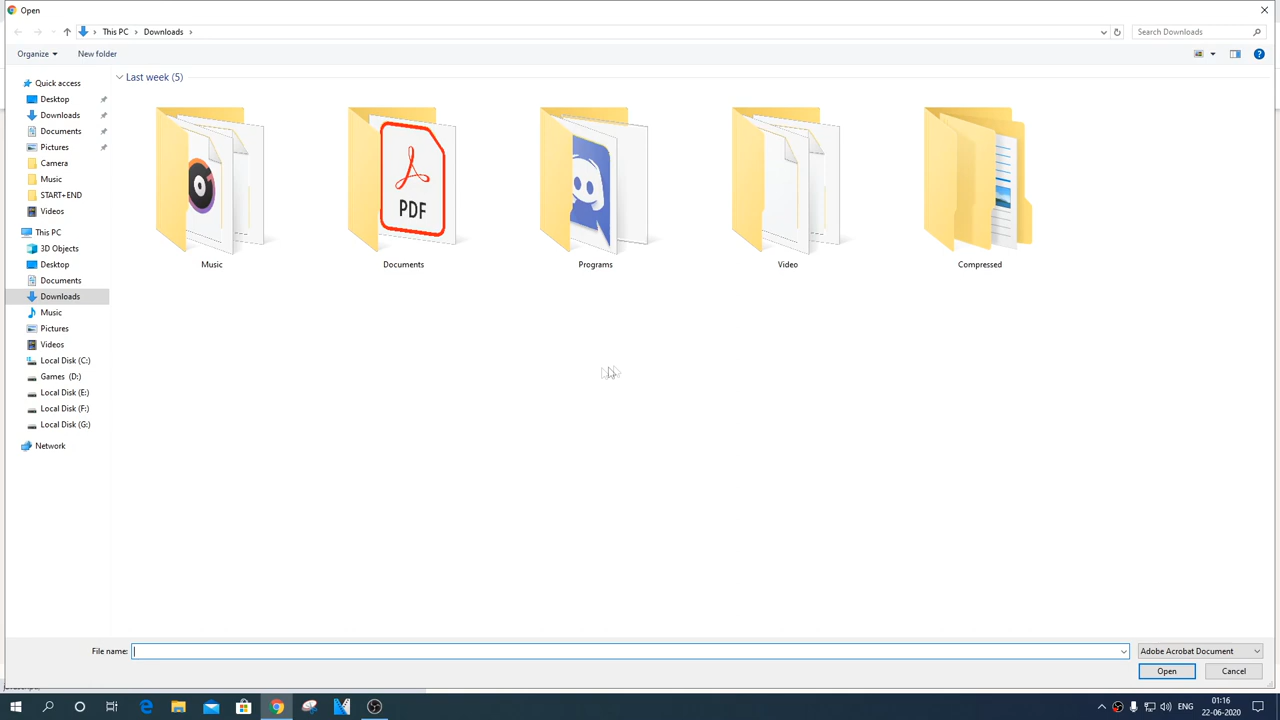 Open
This PC
Downloads
Search Downloads
Organize
New folder
Quick access
Desktop
Downloads
Documents
Pictures
Camera
Music
START+END
Videos
This PC
3D Objects
Desktop
Documents
Downloads
Music
Pictures
Videos
Local Disk (C:)
Games (D:)
Local Disk (E:)
Local Disk (F:)
Local Disk (G:)
Network
Last week (5)
PDF
Music
Documents
Programs
Video
Compressed
File name:
Adobe Acrobat Document
Open
Cancel
ENG
01:16
22-06-2020